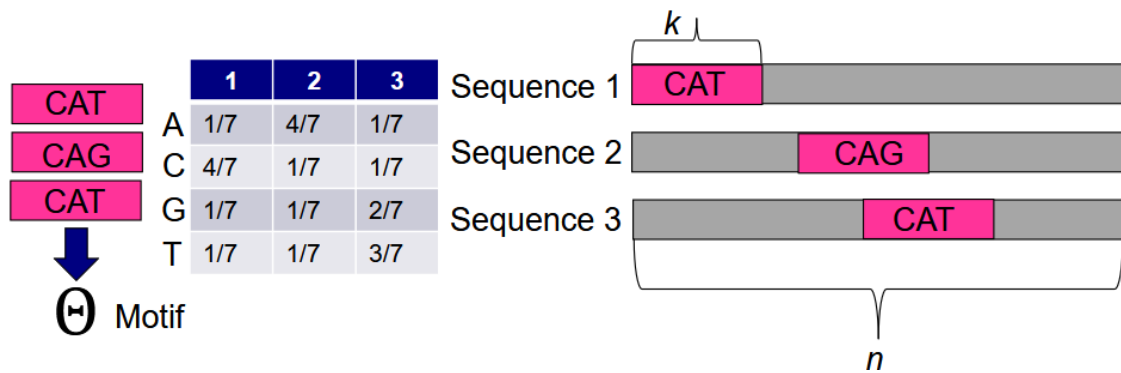 k
CAT
CAG
CAT
1 2 3
A 1/7 4/7 1/7
C 4/7 1/7 1/7
G 1/7 1/7 2/7
T 1/7 1/7 3/7
Θ Motif
Sequence 1 CAT
Sequence 2 CAG
Sequence 3 CAT
n